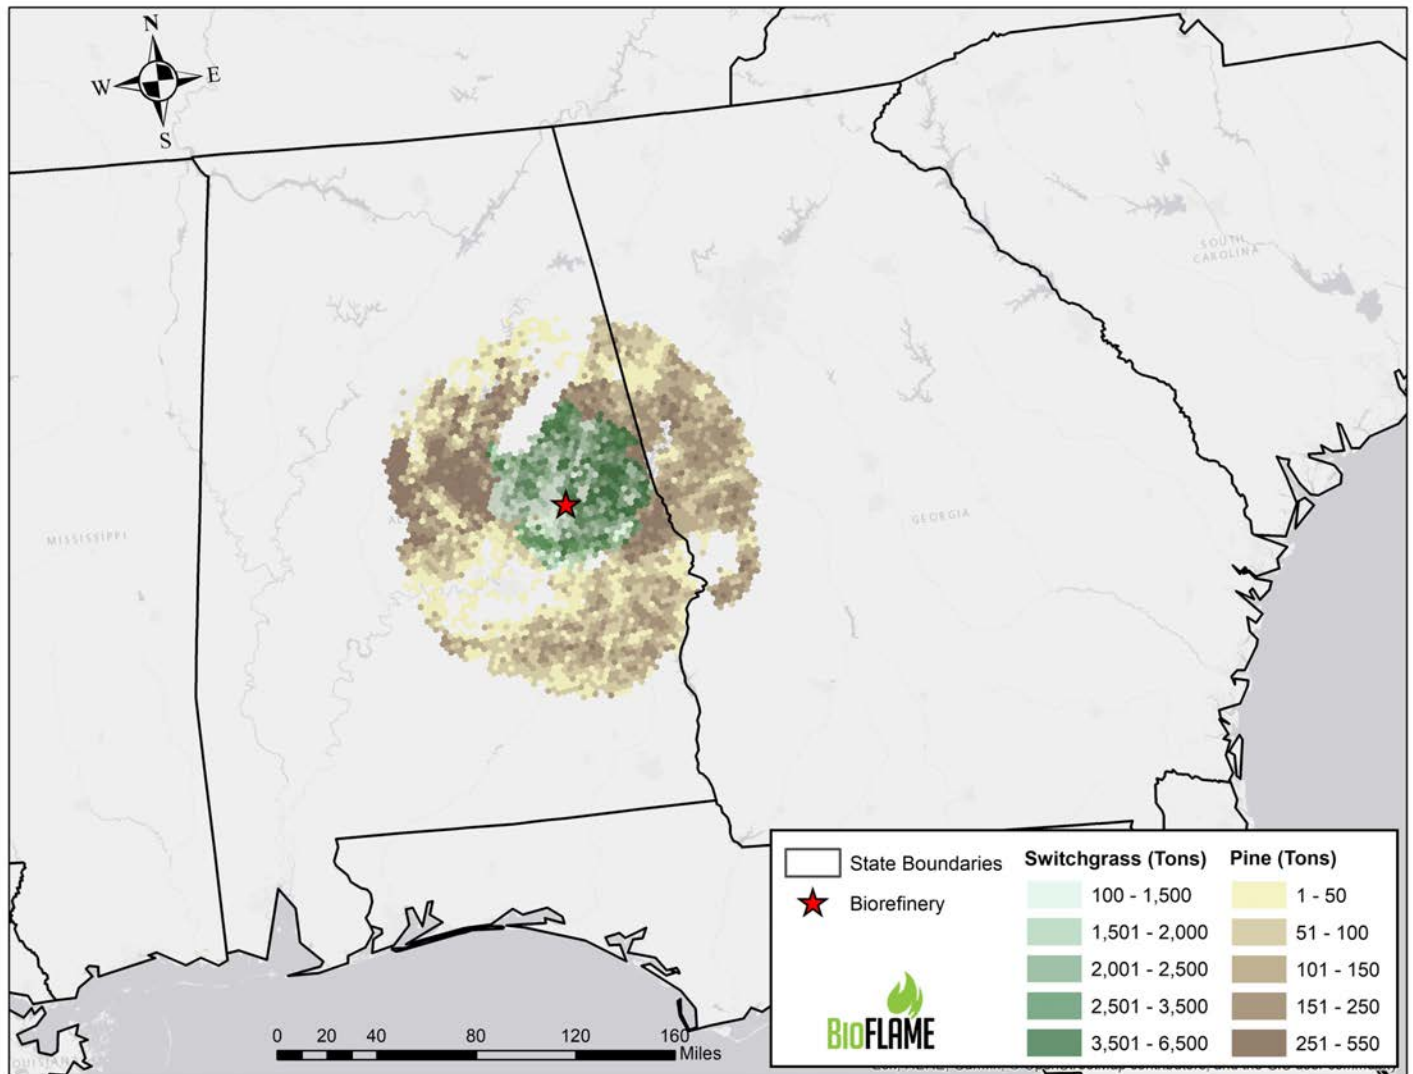 N
W E
S
SOUTH
CAROLINA
MISSISSIPPI
GEORGIA
State Boundaries
Biorefinery
Switchgrass (Tons)
100 - 1,500
1,501 - 2,000
2,001 - 2,500
2,501 - 3,500
3,501 - 6,500
Pine (Tons)
1 - 50
51 - 100
101 - 150
151 - 250
251 - 550
BIOFLAME
0 20 40 80 120 160
Miles